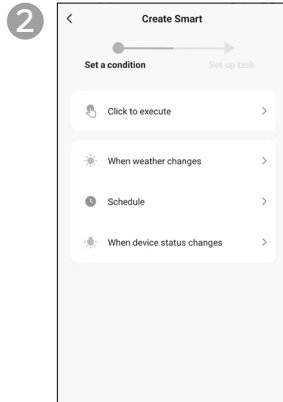 2
Create Smart
Set a condition Set up task
Click to execute
When weather changes
Schedule
When device status changes